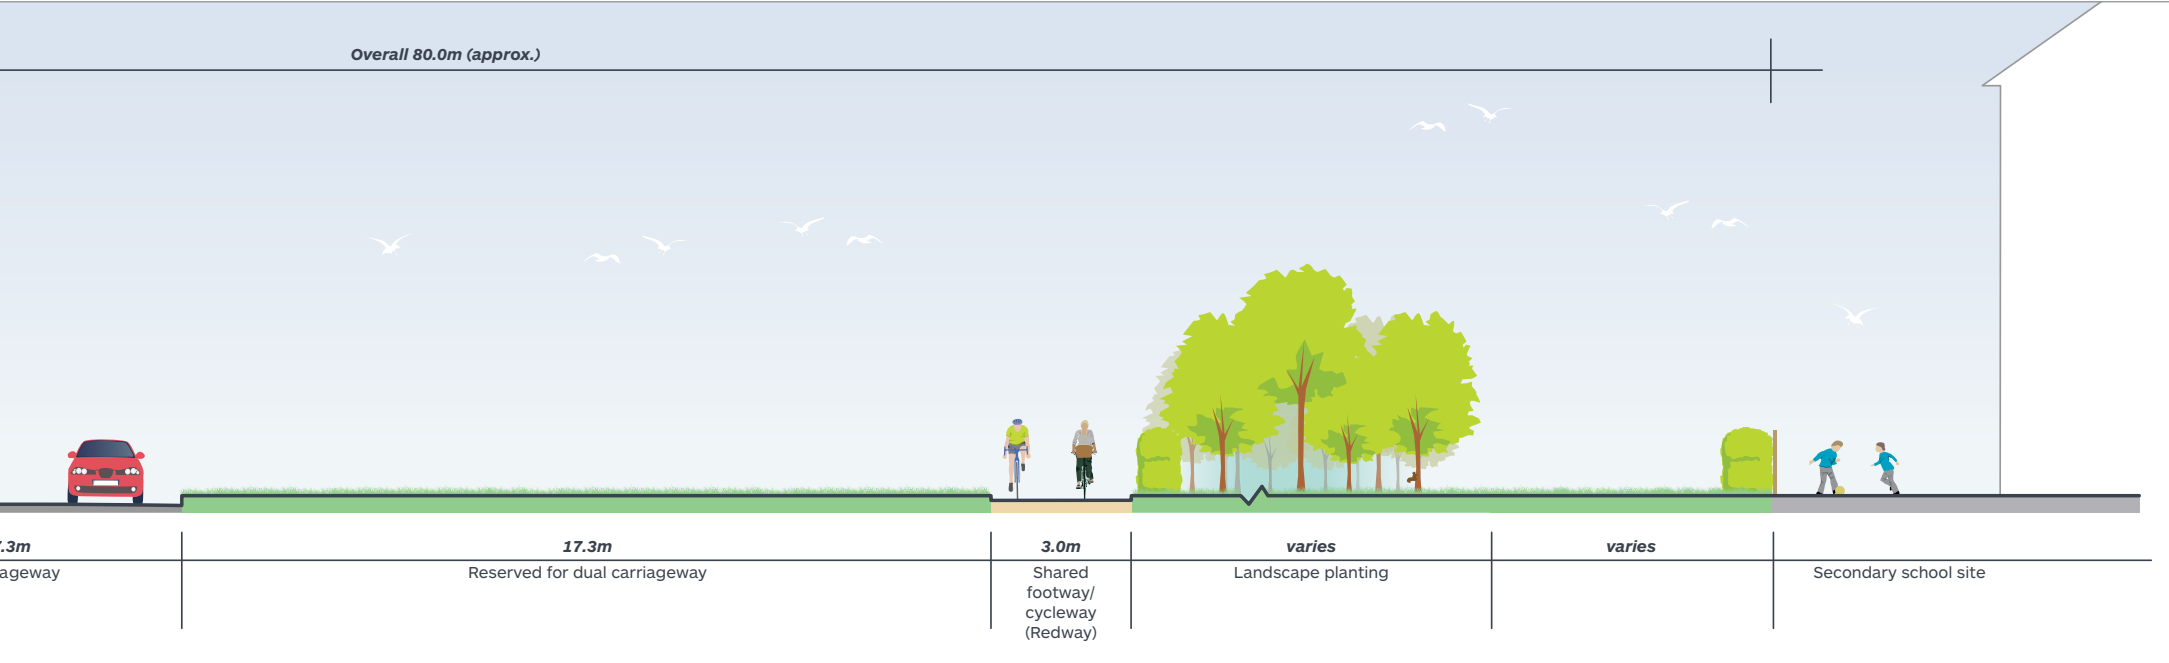 Overall 80.0m (approx.)
.3m
17.3m
3.0m
varies
varies
ageway
Reserved for dual carriageway
Shared
footway/
cycleway
(Redway)
Landscape planting
Secondary school site